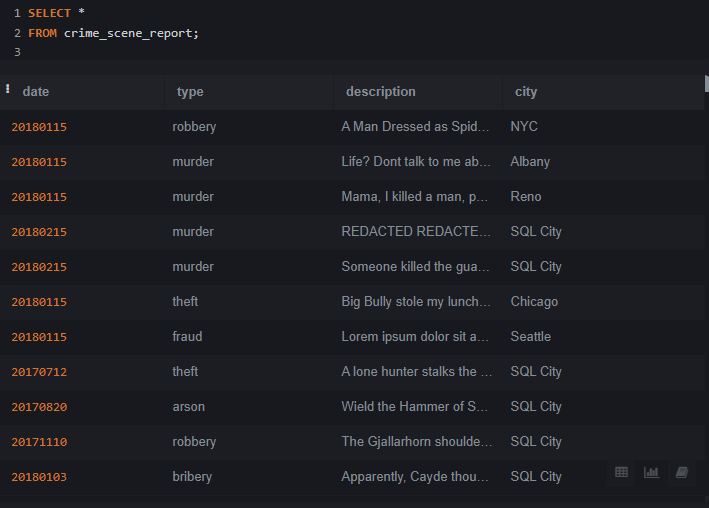 1 SELECT *
2 FROM crime_scene_report;
3
date type description city
20180115 robbery A Man Dressed as Spid... NYC
20180115 murder Life? Dont talk to me ab... Albany
20180115 murder Mama, I killed a man, p... Reno
20180215 murder REDACTED REDACTE... SQL City
20180215 murder Someone killed the gua... SQL City
20180115 theft Big Bully stole my lunch... Chicago
20180115 fraud Lorem ipsum dolor sit a... Seattle
20170712 theft A lone hunter stalks the ... SQL City
20170820 arson Wield the Hammer of S... SQL City
20171110 robbery The Gjallarhorn shoulde... SQL City
20180103 bribery Apparently, Cayde thou... SQL City